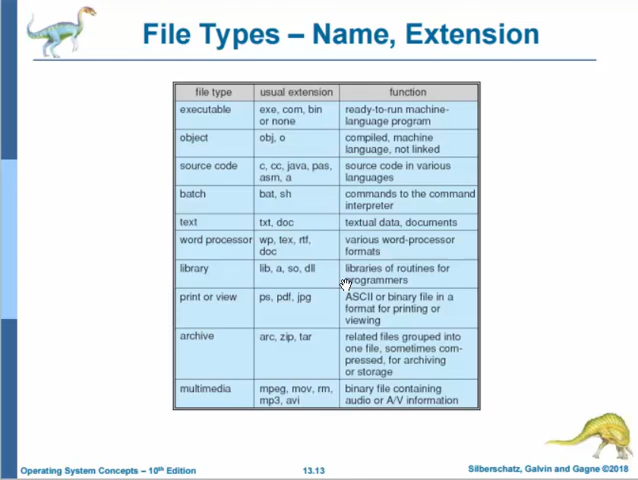 File Types – Name, Extension
file type usual extension function
executable exe, com, bin ready-to-run machine-
or none language program
object obj, o compiled, machine
language, not linked
source code c, cc, java, pas, source code in various
asm, a languages
batch bat, sh commands to the command
interpreter
text txt, doc textual data, documents
word processor wp, tex, rtf, various word-processor
doc formats
library lib, a, so, dll libraries of routines for
programmers
print or view ps, pdf, jpg ASCII or binary file in a
format for printing or
viewing
archive arc, zip, tar related files grouped into
one file, sometimes com-
pressed, for archiving
or storage
multimedia mpeg, mov, rm, binary file containing
mp3, avi audio or A/V information
Operating System Concepts – 10th Edition 13.13 Silberschatz, Galvin and Gagne ©2018